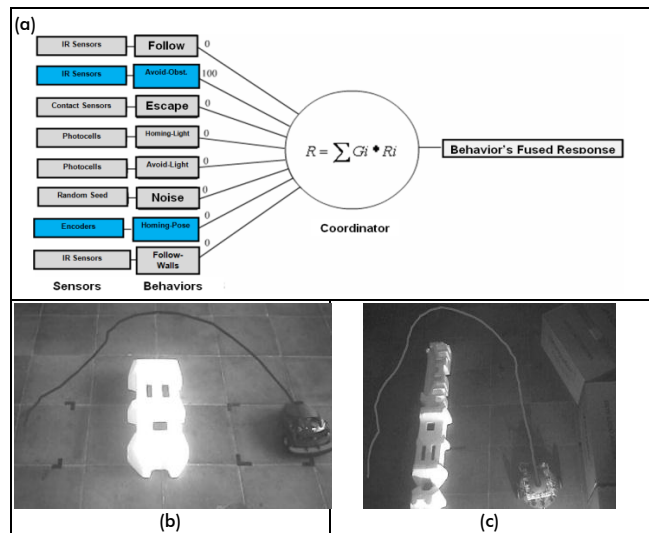 (a)
IR Sensors Follow 0
IR Sensors Avoid-Obst. 100
Contact Sensors Escape 0
Photocells Homing-Light 0
Photocells Avoid-Light 0
Random Seed Noise 0
Encoders Homing-Pose 0
IR Sensors Follow-
Walls 0
R = ∑ Gi * Ri
Behavior's Fused Response
Coordinator
Sensors Behaviors
(b) (c)